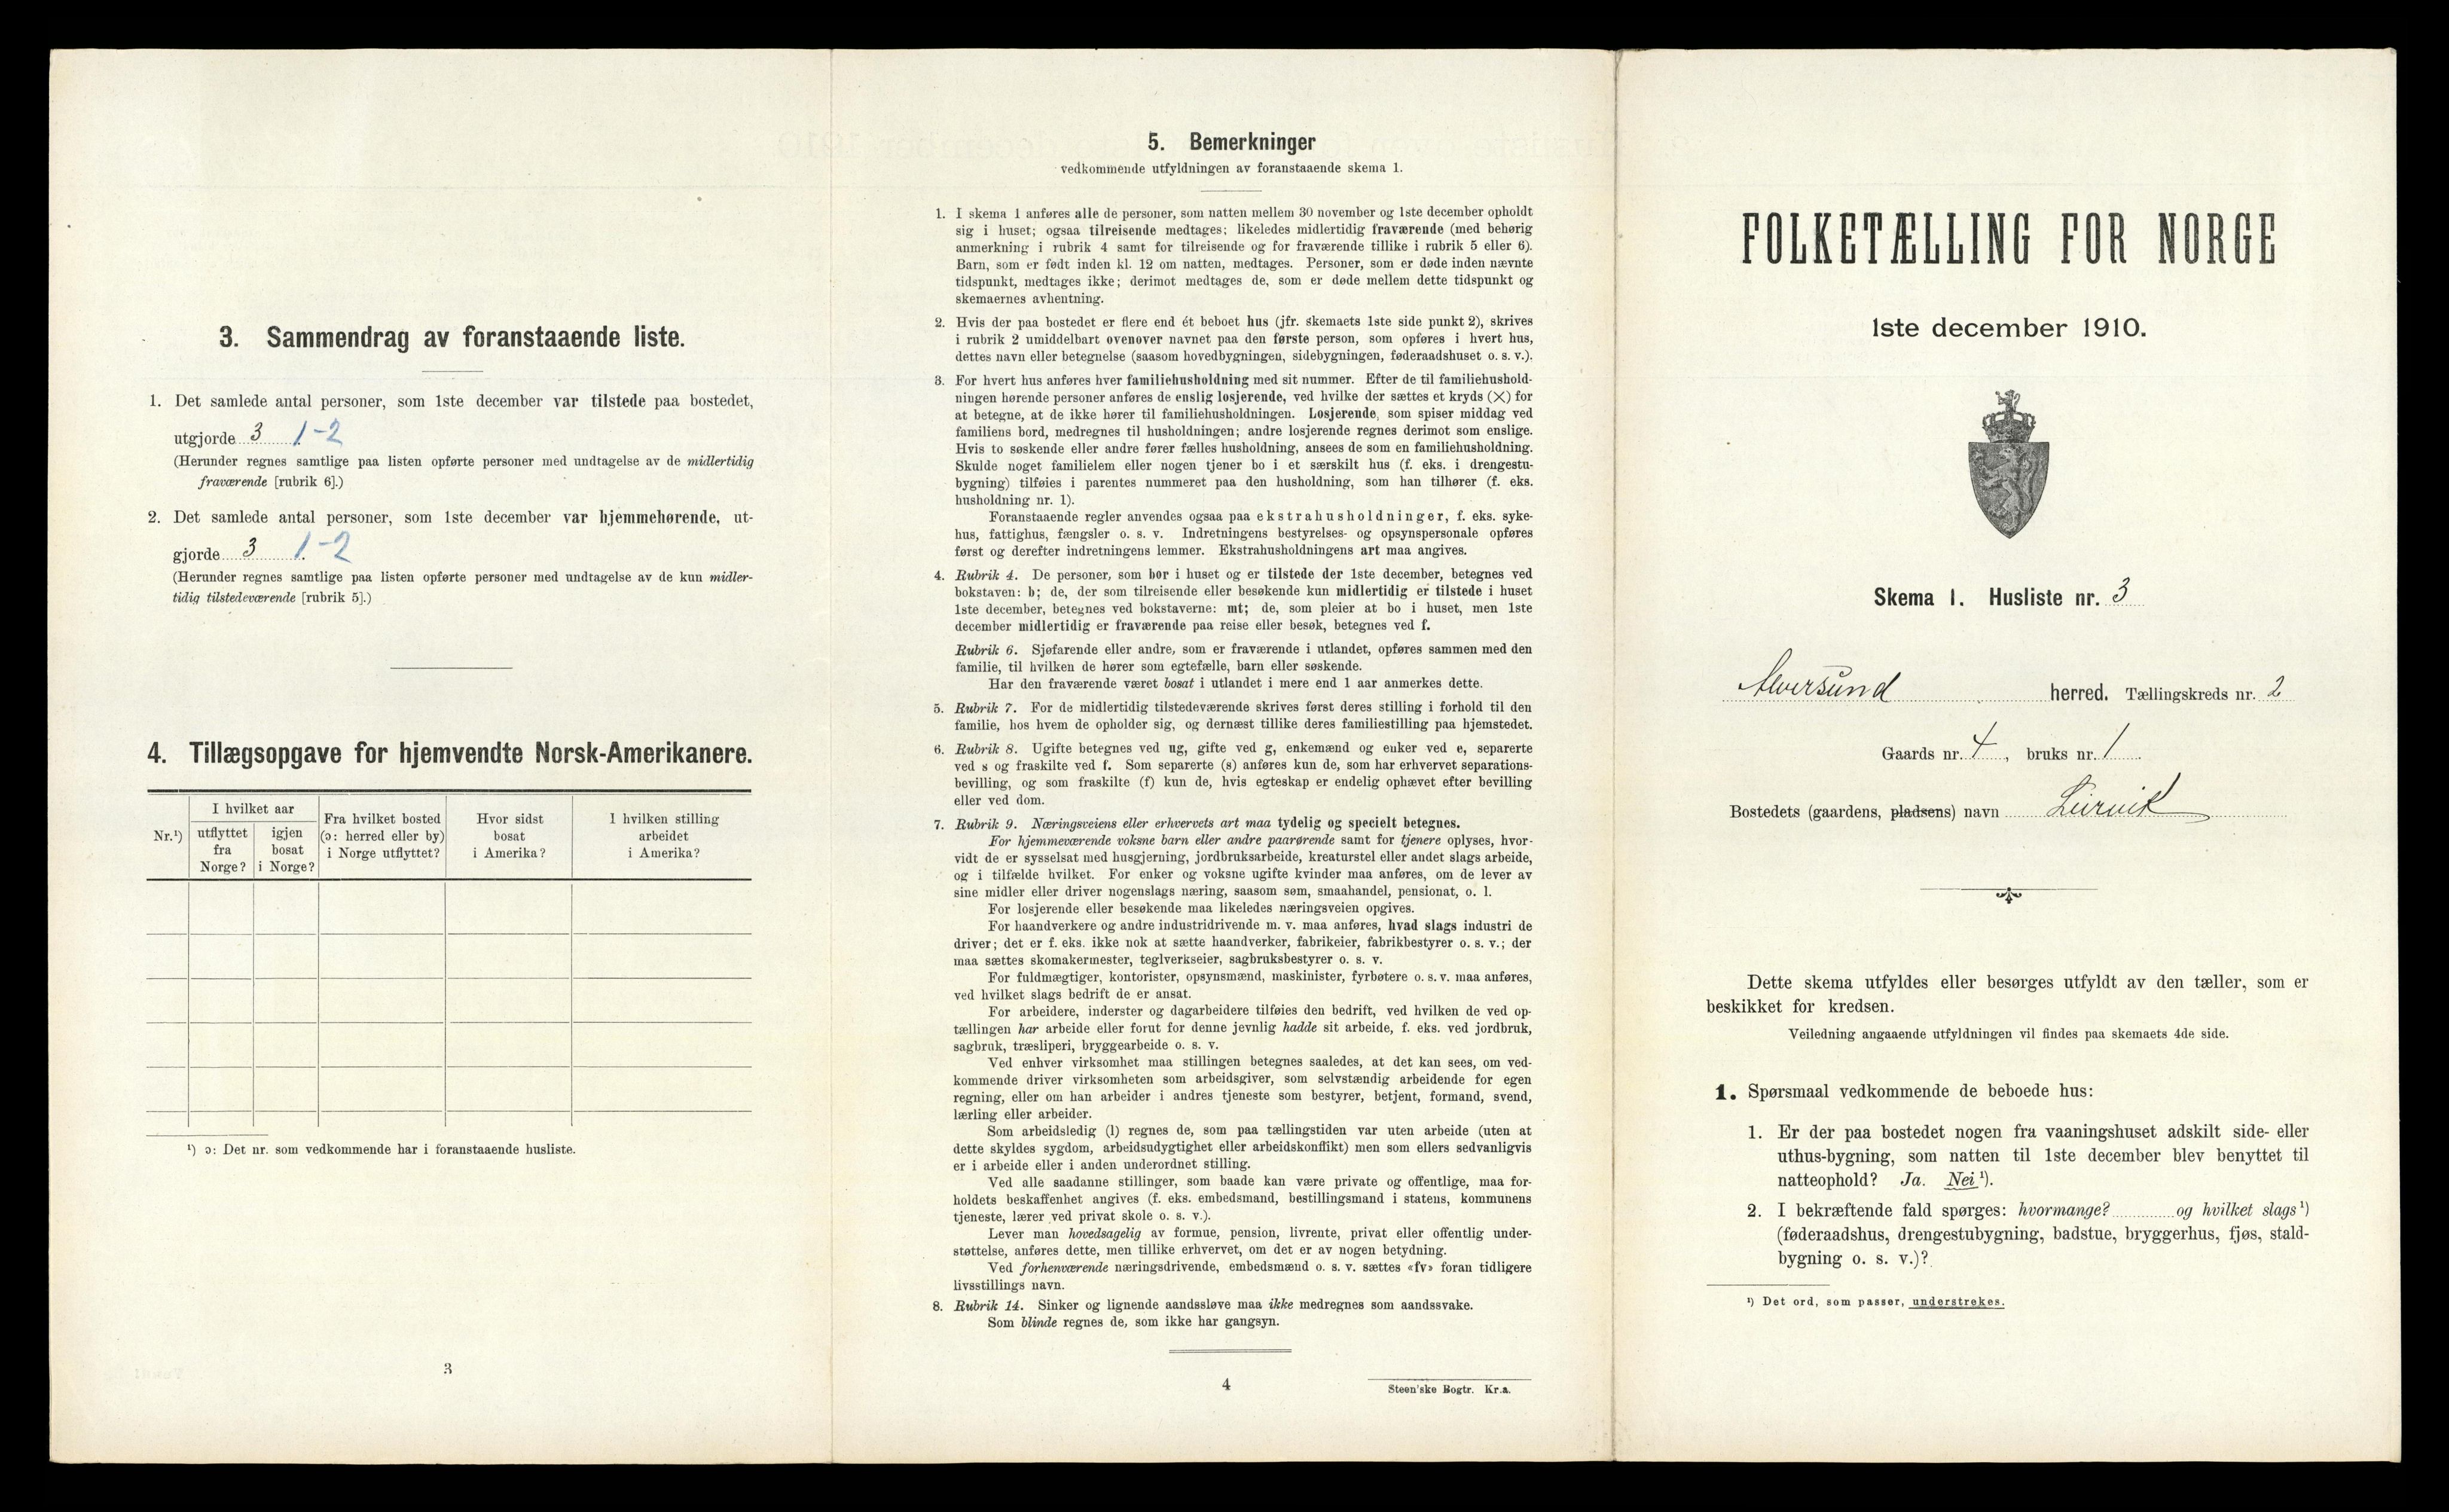 3. Sammendrag av foranstaaende liste.
1. Det samlede antal personer, som 1ste december var tilstede paa bostedet,
utgjorde 3 1-2
(Herunder regnes samtlige paa listen opførte personer med undtagelse av de midlertidig
fraværende [rubrik 6].)
2. Det samlede antal personer, som 1ste december var hjemmehørende, ut-
gjorde 3 1-2
(Herunder regnes samtlige paa listen opførte personer med undtagelse av de kun midler-
tidig tilstedeværende [rubrik 5].)
4. Tillægsopgave for hjemvendte Norsk-Amerikanere.
Nr.¹)
I hvilket aar
utflyttet
fra
Norge?
igjen
bosat
i Norge?
Fra hvilket bosted
(ɔ: herred eller by)
i Norge utflyttet?
Hvor sidst
bosat
i Amerika?
I hvilken stilling
arbeidet
i Amerika?
¹) ɔ: Det nr. som vedkommende har i foranstaaende husliste.
3
5. Bemerkninger
vedkommende utfyldningen av foranstaaende skema 1.
1. I skema 1 anføres alle de personer, som natten mellem 30 november og 1ste december opholdt
sig i huset; ogsaa tilreisende medtages; likeledes midlertidig fraværende (med behørig
anmerkning i rubrik 4 samt for tilreisende og for fraværende tillike i rubrik 5 eller 6).
Barn, som er født inden kl. 12 om natten, medtages. Personer, som er døde inden nævnte
tidspunkt, medtages ikke; derimot medtages de, som er døde mellem dette tidspunkt og
skemaernes avhentning.
2. Hvis der paa bostedet er flere end ét beboet hus (jfr. skemaets 1ste side punkt 2), skrives
i rubrik 2 umiddelbart ovenover navnet paa den første person, som opføres i hvert hus,
dettes navn eller betegnelse (saasom hovedbygningen, sidebygningen, føderaadshuset o. s. v.).
3. For hvert hus anføres hver familiehusholdning med sit nummer. Efter de til familiehushold-
ningen hørende personer anføres de enslig losjerende, ved hvilke der sættes et kryds (×) for
at betegne, at de ikke hører til familiehusholdningen. Losjerende, som spiser middag ved
familiens bord, medregnes til husholdningen; andre losjerende regnes derimot som enslige.
Hvis to søskende eller andre fører fælles husholdning, ansees de som en familiehusholdning.
Skulde noget familielem eller nogen tjener bo i et særskilt hus (f. eks. i drengestu-
bygning) tilføies i parentes nummeret paa den husholdning, som han tilhører (f. eks.
husholdning nr. 1).
Foranstaaende regler anvendes ogsaa paa ekstrahusholdninger, f. eks. syke-
hus, fattighus, fængsler o. s. v. Indretningens bestyrelses- og opsynspersonale opføres
først og derefter indretningens lemmer. Ekstrahusholdningens art maa angives.
4. Rubrik 4. De personer, som bor i huset og er tilstede der 1ste december, betegnes ved
bokstaven: b; de, der som tilreisende eller besøkende kun midlertidig er tilstede i huset
1ste december, betegnes ved bokstaverne: mt; de, som pleier at bo i huset, men 1ste
december midlertidig er fraværende paa reise eller besøk, betegnes ved f.
Rubrik 6. Sjøfarende eller andre, som er fraværende i utlandet, opføres sammen med den
familie, til hvilken de hører som egtefælle, barn eller søskende.
Har den fraværende været bosat i utlandet i mere end 1 aar anmerkes dette.
5. Rubrik 7. For de midlertidig tilstedeværende skrives først deres stilling i forhold til den
familie, hos hvem de opholder sig, og dernæst tillike deres familiestilling paa hjemstedet.
6. Rubrik 8. Ugifte betegnes ved ug, gifte ved g, enkemænd og enker ved e, separerte
ved s og fraskilte ved f. Som separerte (s) anføres kun de, som har erhvervet separations-
bevilling, og som fraskilte (f) kun de, hvis egteskap er endelig ophævet efter bevilling
eller ved dom.
7. Rubrik 9. Næringsveiens eller erhvervets art maa tydelig og specielt betegnes.
For hjemmeværende voksne barn eller andre paarørende samt for tjenere oplyses, hvor-
vidt de er sysselsat med husgjerning, jordbruksarbeide, kreaturstel eller andet slags arbeide,
og i tilfælde hvilket. For enker og voksne ugifte kvinder maa anføres, om de lever av
sine midler eller driver nogenslags næring, saasom søm, smaahandel, pensionat, o. l.
For losjerende eller besøkende maa likeledes næringsveien opgives.
For haandverkere og andre industridrivende m. v. maa anføres, hvad slags industri de
driver; det er f. eks. ikke nok at sætte haandverker, fabrikeier, fabrikbestyrer o. s. v.; der
maa sættes skomakermester, teglverkseier, sagbruksbestyrer o. s. v.
For fuldmægtiger, kontorister, opsynsmænd, maskinister, fyrbøtere o. s. v. maa anføres,
ved hvilket slags bedrift de er ansat.
For arbeidere, inderster og dagarbeidere tilføies den bedrift, ved hvilken de ved op-
tællingen har arbeide eller forut for denne jevnlig hadde sit arbeide, f. eks. ved jordbruk,
sagbruk, træsliperi, bryggearbeide o. s. v.
Ved enhver virksomhet maa stillingen betegnes saaledes, at det kan sees, om ved-
kommende driver virksomheten som arbeidsgiver, som selvstændig arbeidende for egen
regning, eller om han arbeider i andres tjeneste som bestyrer, betjent, formand, svend,
lærling eller arbeider.
Som arbeidsledig (l) regnes de, som paa tællingstiden var uten arbeide (uten at
dette skyldes sygdom, arbeidsudygtighet eller arbeidskonflikt) men som ellers sedvanligvis
er i arbeide eller i anden underordnet stilling.
Ved alle saadanne stillinger, som baade kan være private og offentlige, maa for-
holdets beskaffenhet angives (f. eks. embedsmand, bestillingsmand i statens, kommunens
tjeneste, lærer ved privat skole o. s. v.).
Lever man hovedsagelig av formue, pension, livrente, privat eller offentlig under-
støttelse, anføres dette, men tillike erhvervet, om det er av nogen betydning.
Ved forhenværende næringsdrivende, embedsmænd o. s. v. sættes «fv» foran tidligere
livsstillings navn.
8. Rubrik 14. Sinker og lignende aandssløve maa ikke medregnes som aandssvake.
Som blinde regnes de, som ikke har gangsyn.
4
Steen'ske Bogtr. Kr.a.
FOLKETÆLLING FOR NORGE
1ste december 1910.
Skema 1. Husliste nr. 3
Alversund herred. Tællingskreds nr. 2
Gaards nr. 4, bruks nr. 1
Bostedets (gaardens, pladsens) navn Leirvik
Dette skema utfyldes eller besørges utfyldt av den tæller, som er
beskikket for kredsen.
Veiledning angaaende utfyldningen vil findes paa skemaets 4de side.
1. Spørsmaal vedkommende de beboede hus:
1. Er der paa bostedet nogen fra vaaningshuset adskilt side- eller
uthus-bygning, som natten til 1ste december blev benyttet til
natteophold? Ja. Nei¹).
2. I bekræftende fald spørges: hvormange? og hvilket slags¹)
(føderaadshus, drengestubygning, badstue, bryggerhus, fjøs, stald-
bygning o. s. v.)?
¹) Det ord, som passer, understrekes.